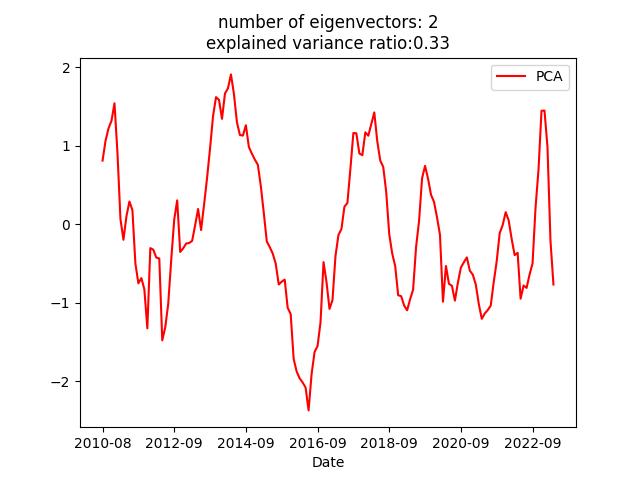 number of eigenvectors: 2
explained variance ratio:0.33
PCA
2
1
0
−1
−2
2010-08 2012-09 2014-09 2016-09 2018-09 2020-09 2022-09
Date